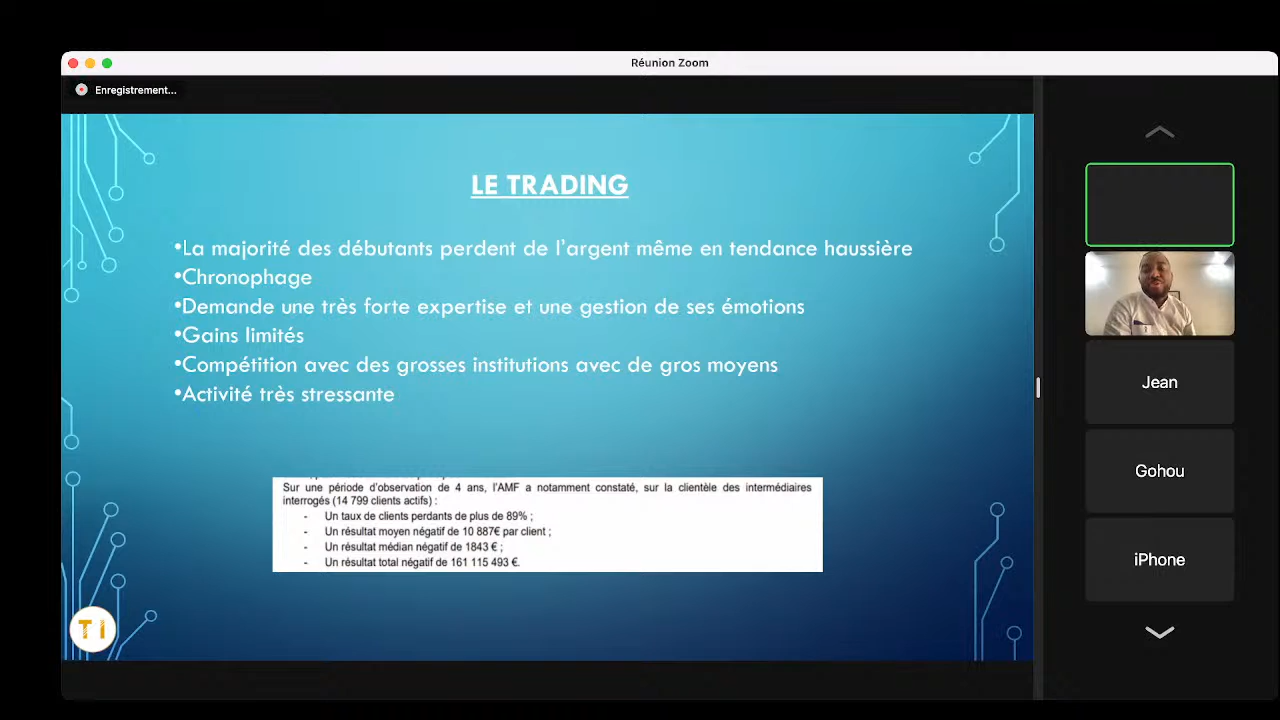 Réunion Zoom
Enregistrement...
LE TRADING
•La majorité des débutants perdent de l'argent même en tendance haussière
•Chronophage
•Demande une très forte expertise et une gestion de ses émotions
•Gains limités
•Compétition avec des grosses institutions avec de gros moyens
•Activité très stressante
Sur une période d'observation de 4 ans, l'AMF a notamment constaté, sur la clientèle des intermédiaires
interrogés (14 799 clients actifs) :
- Un taux de clients perdants de plus de 89% ;
- Un résultat moyen négatif de 10 887€ par client ;
- Un résultat médian négatif de 1843 € ;
- Un résultat total négatif de 161 115 493 €.
T I
Jean
Gohou
iPhone